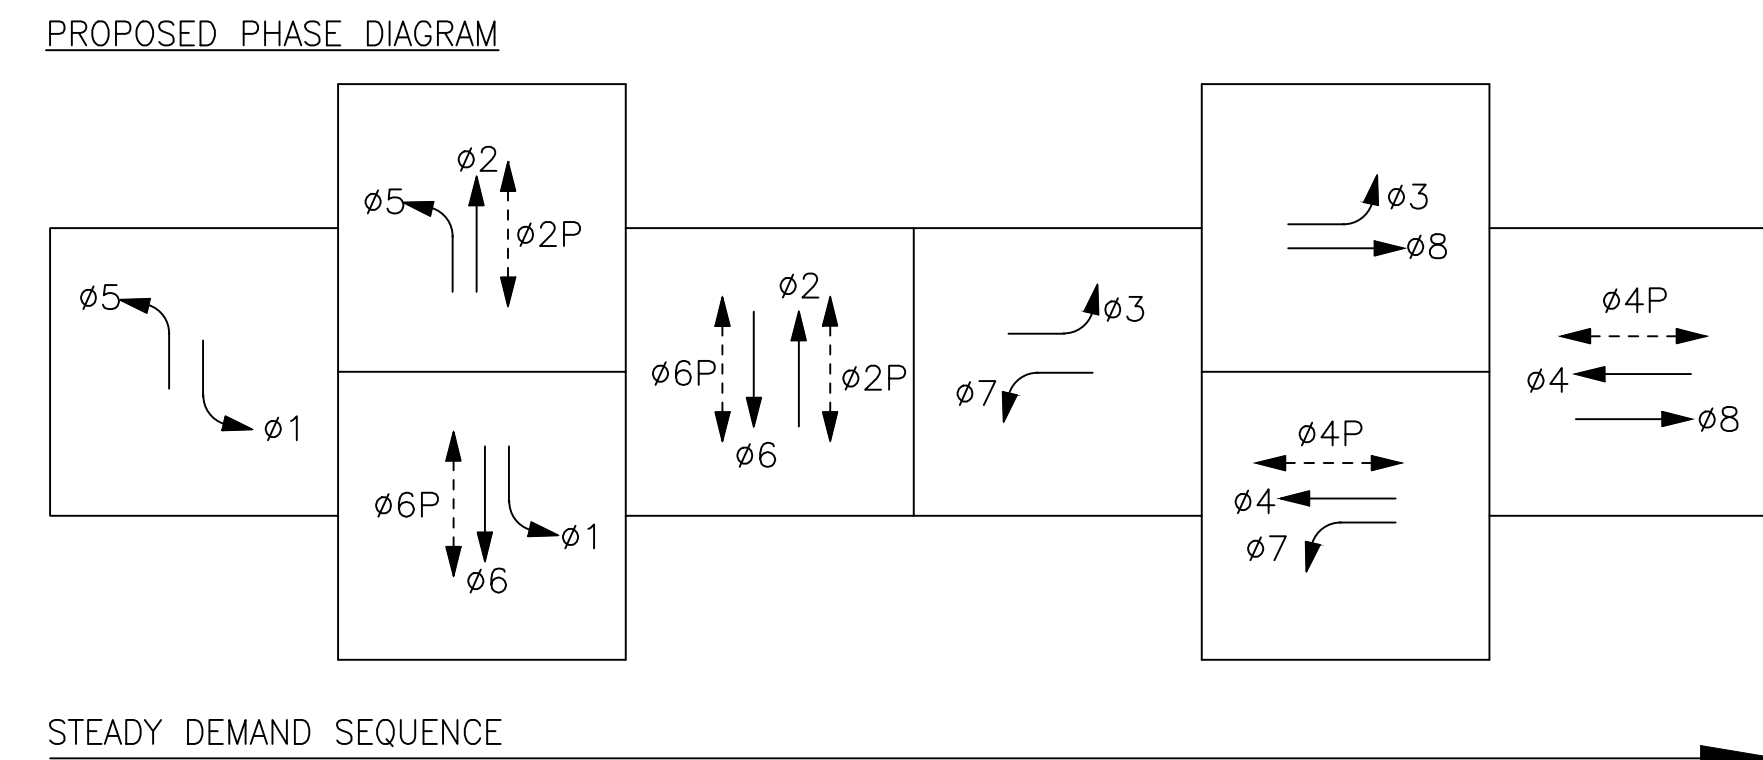 PROPOSED PHASE DIAGRAM
ø5
ø1
ø2
ø5
ø2P
ø6P
ø1
ø6
ø2
ø6P
ø2P
ø6
ø3
ø7
ø3
ø8
ø4P
ø4
ø7
ø4P
ø4
ø8
STEADY DEMAND SEQUENCE